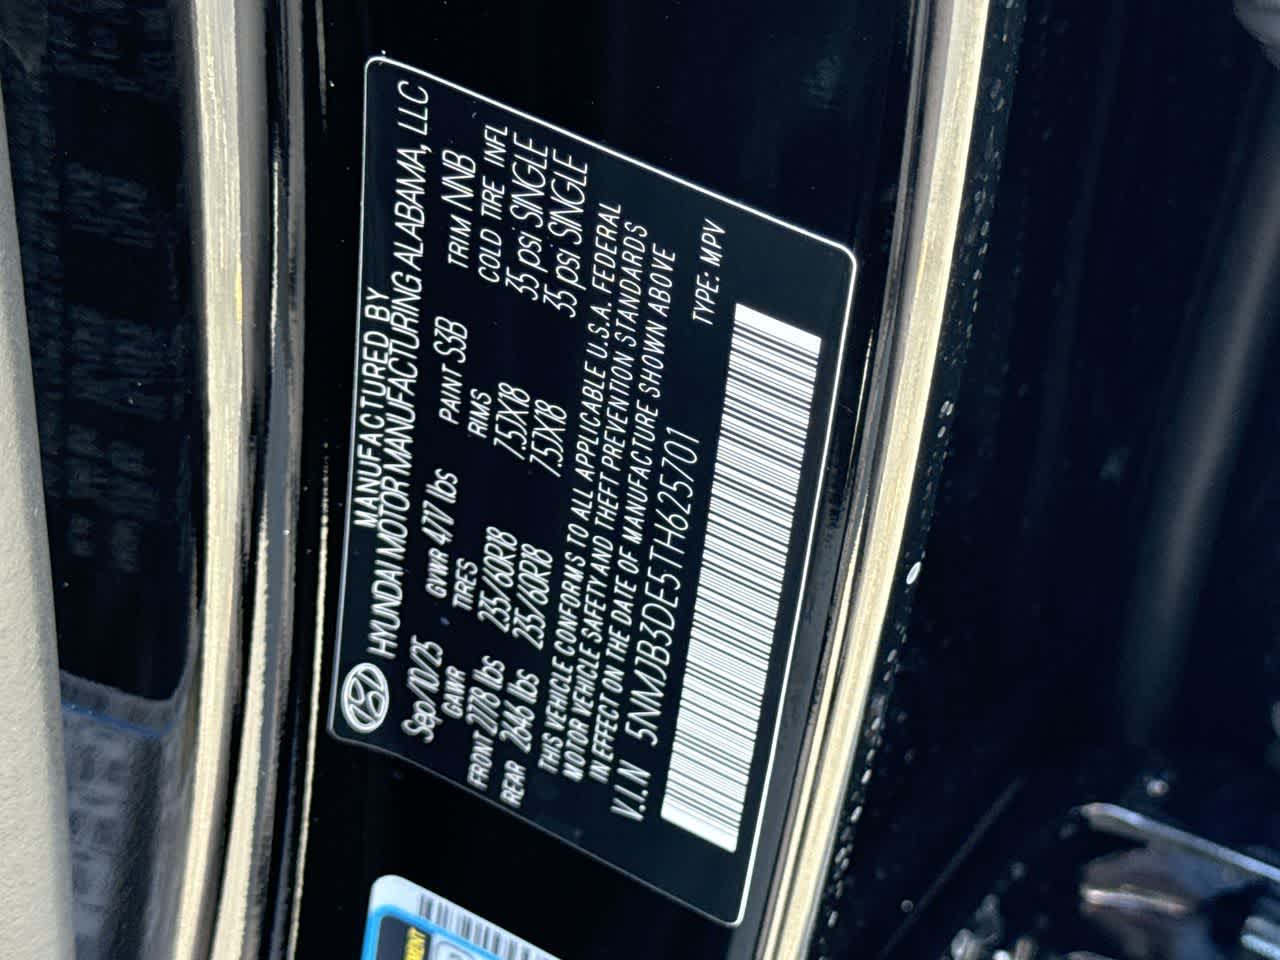 MANUFACTURED BY
HYUNDAI MOTOR MANUFACTURING ALABAMA, LLC
Sep/10/25 GVWR 4717 lbs PAINT S3B TRIM NNB
GAWR TIRES RIMS COLD TIRE INFL
FRONT 2778 lbs 235/60R18 7.5JX18 35 psi SINGLE
REAR 2646 lbs 235/60R18 7.5JX18 35 psi SINGLE
THIS VEHICLE CONFORMS TO ALL APPLICABLE U.S.A. FEDERAL
MOTOR VEHICLE SAFETY AND THEFT PREVENTION STANDARDS
IN EFFECT ON THE DATE OF MANUFACTURE SHOWN ABOVE
V.I.N 5NMJB3DE5TH625701 TYPE: MPV